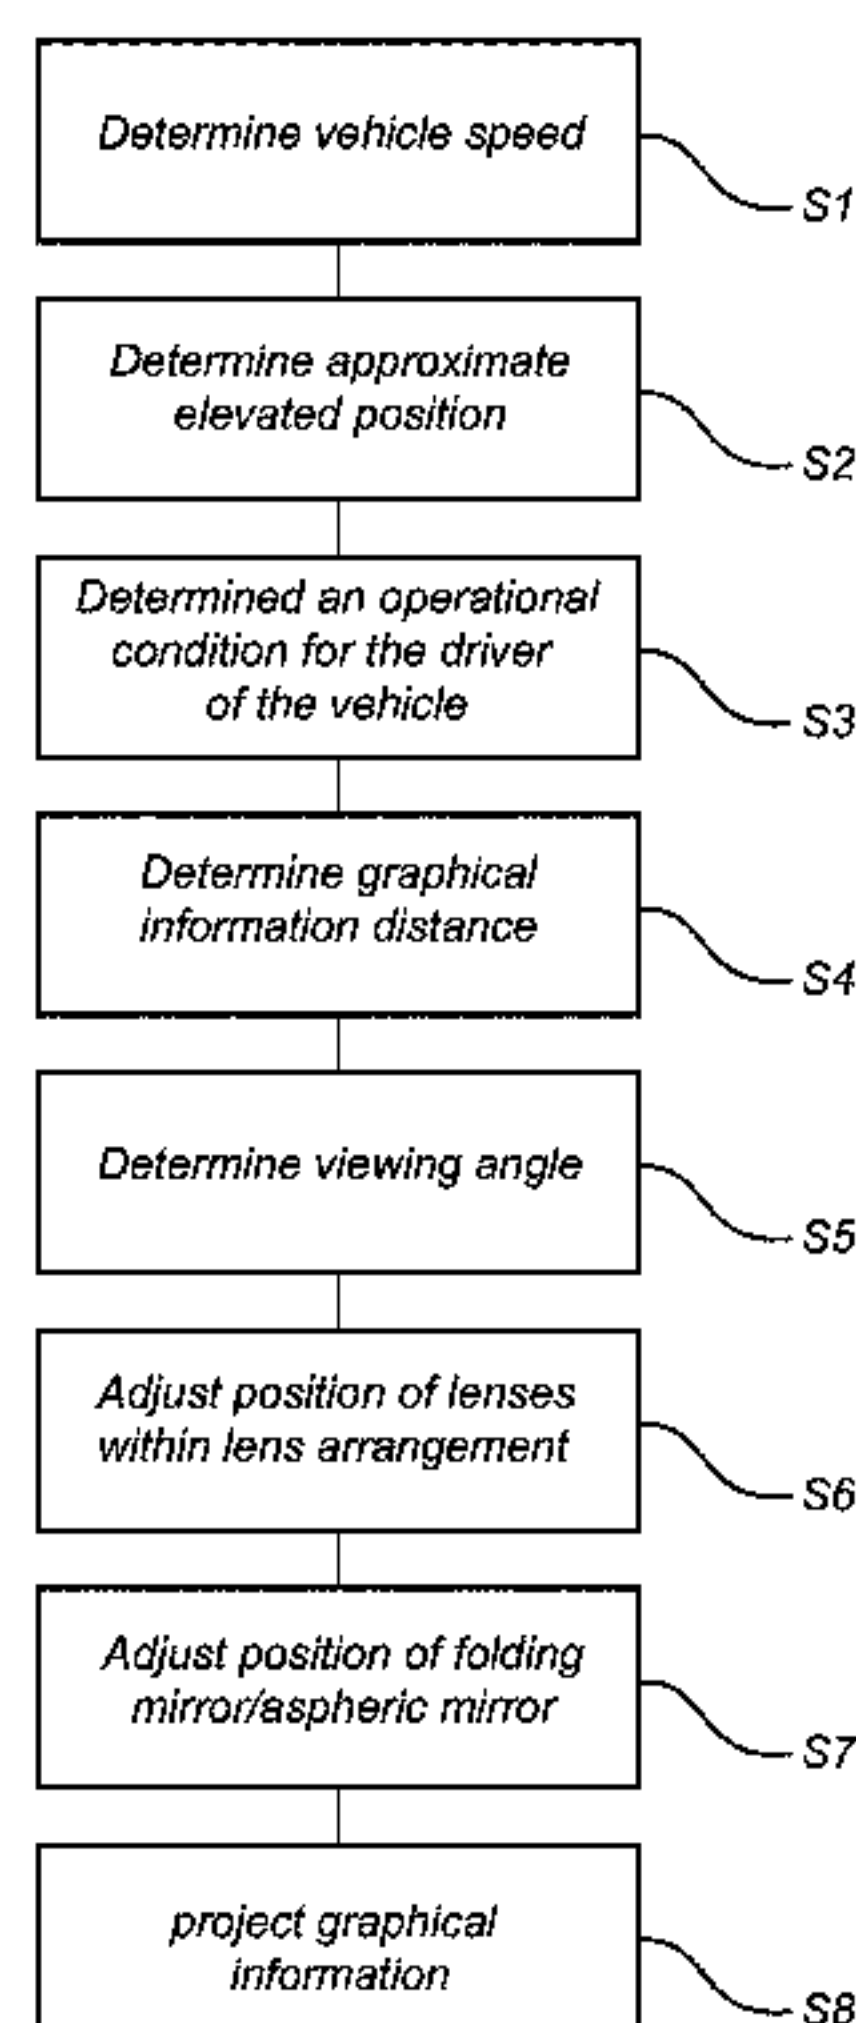 Determine vehicle speed
S1
Determine approximate
elevated position
S2
Determined an operational
condition for the driver
of the vehicle
S3
Determine graphical
information distance
S4
Determine viewing angle
S5
Adjust position of lenses
within lens arrangement
S6
Adjust position of folding
mirror/aspheric mirror
S7
project graphical
information
S8